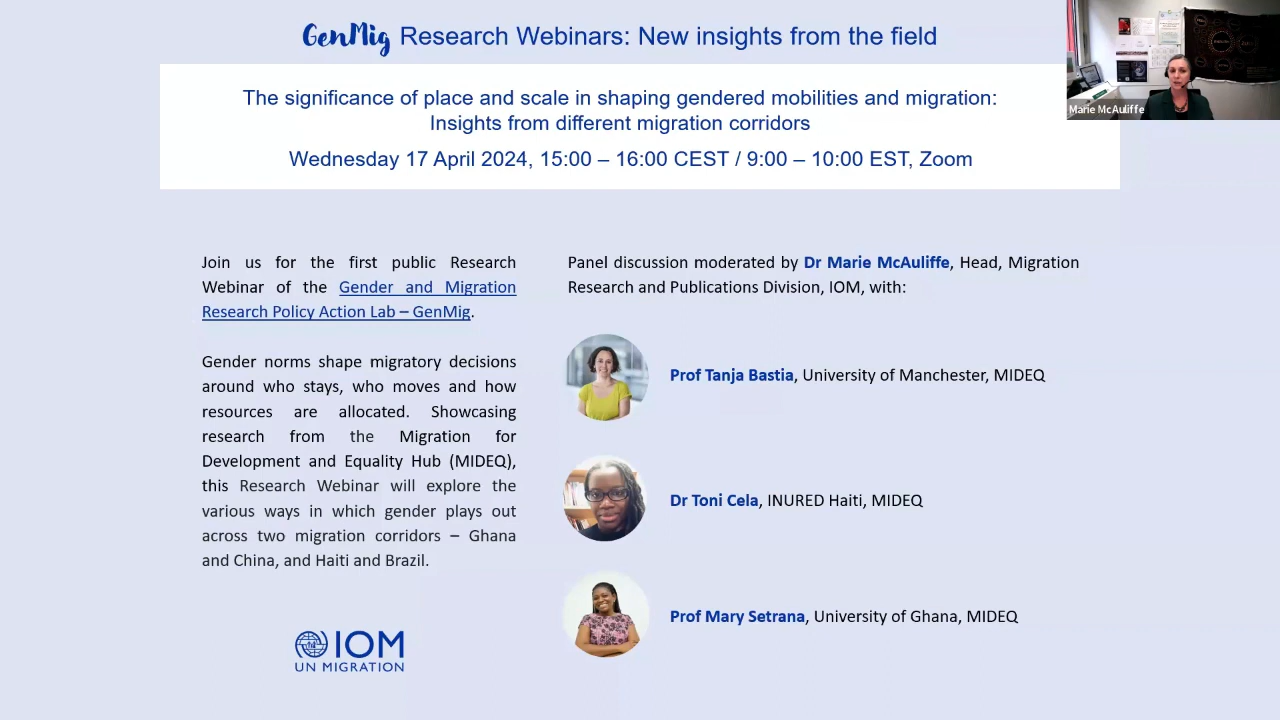 GenMig Research Webinars: New insights from the field
The significance of place and scale in shaping gendered mobilities and migration:
Insights from different migration corridors
Wednesday 17 April 2024, 15:00 – 16:00 CEST / 9:00 – 10:00 EST, Zoom
Marie McAuliffe
Join us for the first public Research
Webinar of the Gender and Migration
Research Policy Action Lab – GenMig.
Gender norms shape migratory decisions
around who stays, who moves and how
resources are allocated. Showcasing
research from the Migration for
Development and Equality Hub (MIDEQ),
this Research Webinar will explore the
various ways in which gender plays out
across two migration corridors – Ghana
and China, and Haiti and Brazil.
IOM
UN MIGRATION
Panel discussion moderated by Dr Marie McAuliffe, Head, Migration
Research and Publications Division, IOM, with:
Prof Tanja Bastia, University of Manchester, MIDEQ
Dr Toni Cela, INURED Haiti, MIDEQ
Prof Mary Setrana, University of Ghana, MIDEQ